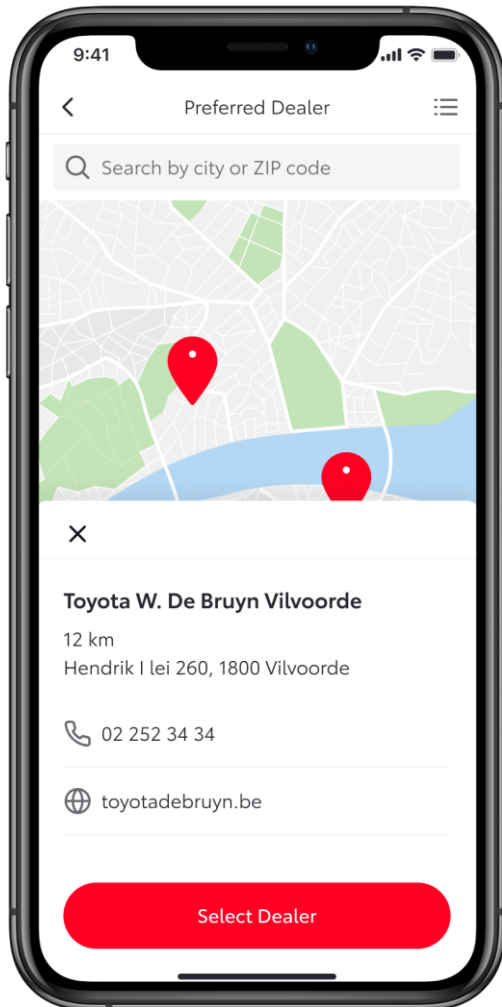 9:41
Preferred Dealer
Search by city or ZIP code
Toyota W. De Bruyn Vilvoorde
12 km
Hendrik I lei 260, 1800 Vilvoorde
02 252 34 34
toyotadebruyn.be
Select Dealer